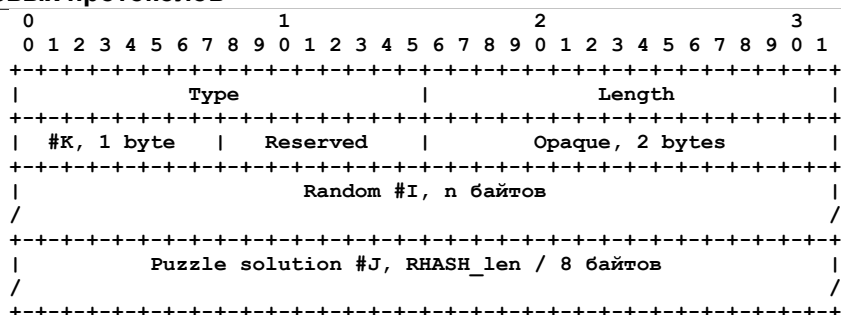 0 1 2 3
0 1 2 3 4 5 6 7 8 9 0 1 2 3 4 5 6 7 8 9 0 1 2 3 4 5 6 7 8 9 0 1
+-+-+-+-+-+-+-+-+-+-+-+-+-+-+-+-+-+-+-+-+-+-+-+-+-+-+-+-+-+-+-+-+
| Type | Length |
+-+-+-+-+-+-+-+-+-+-+-+-+-+-+-+-+-+-+-+-+-+-+-+-+-+-+-+-+-+-+-+-+
| #K, 1 byte | Reserved | Opaque, 2 bytes |
+-+-+-+-+-+-+-+-+-+-+-+-+-+-+-+-+-+-+-+-+-+-+-+-+-+-+-+-+-+-+-+-+
| Random #I, n байтов |
/ /
+-+-+-+-+-+-+-+-+-+-+-+-+-+-+-+-+-+-+-+-+-+-+-+-+-+-+-+-+-+-+-+-+
| Puzzle solution #J, RHASH_len / 8 байтов |
/ /
+-+-+-+-+-+-+-+-+-+-+-+-+-+-+-+-+-+-+-+-+-+-+-+-+-+-+-+-+-+-+-+-+